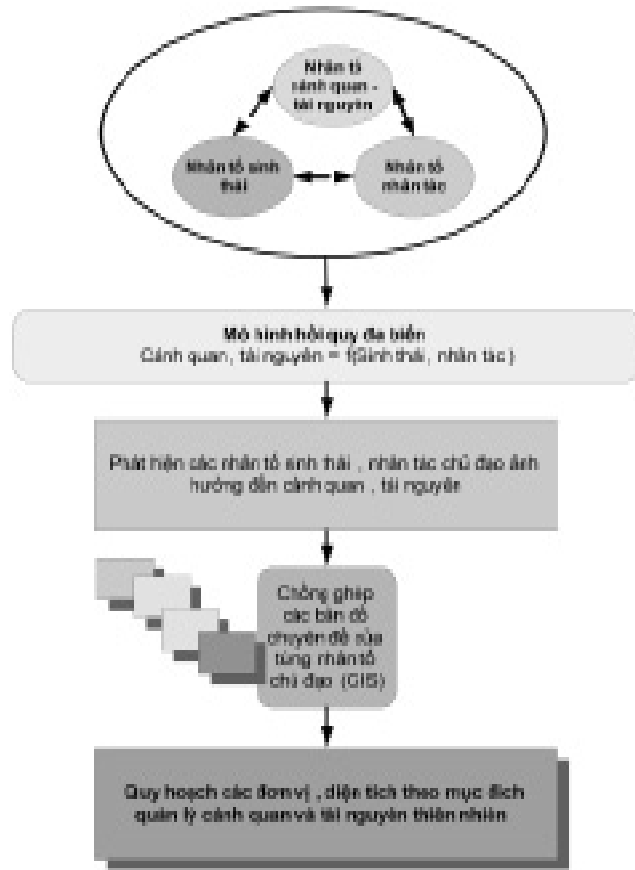 Nhân tố
cảnh quan -
tài nguyên
Nhân tố sinh
thái
Nhân tố
nhân tác
Mô hình hồi quy đa biến
Cảnh quan, tài nguyên = f(Sinh thái, nhân tác)
Phát hiện các nhân tố sinh thái , nhân tác chủ đạo ảnh
hưởng đến cảnh quan , tài nguyên
Chồng ghép
các bản đồ
chuyên đề của
từng nhân tố
chủ đạo (GIS)
Quy hoạch các đơn vị , diện tích theo mục đích
quản lý cảnh quan và tài nguyên thiên nhiên